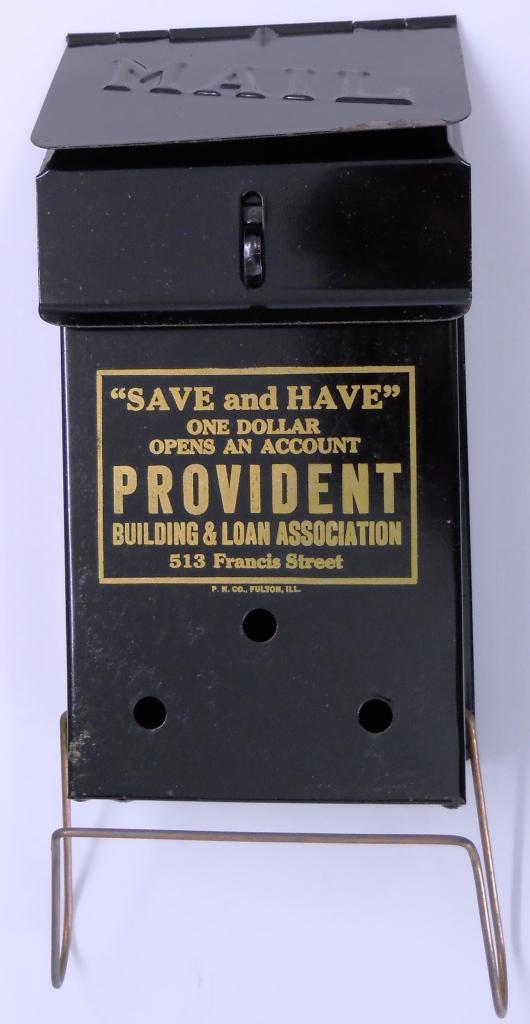 MAIL
“SAVE and HAVE”
ONE DOLLAR
OPENS AN ACCOUNT
PROVIDENT
BUILDING & LOAN ASSOCIATION
513 Francis Street
P. H. CO., FULTON, ILL.